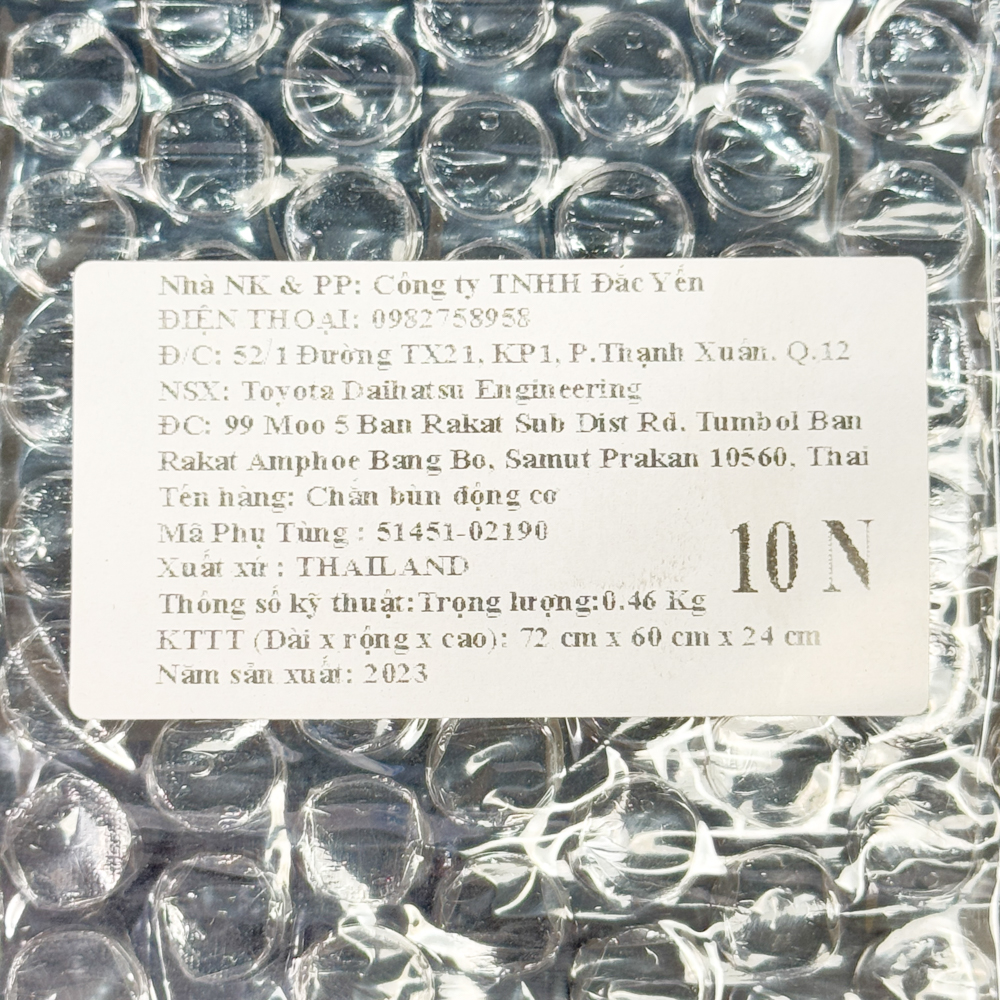 Nhà NK & PP: Công ty TNHH Đắc Yến
ĐIỆN THOẠI: 0982758958
Đ/C: 52/1 Đường TX21, KP1, P.Thạnh Xuân, Q.12
NSX: Toyota Daihatsu Engineering
ĐC: 99 Moo 5 Ban Rakat Sub Dist Rd. Tumbol Ban
Rakat Amphoe Bang Bo, Samut Prakan 10560, Thai
Tên hàng: Chắn bùn động cơ
Mã Phụ Tùng : 51451-02190
Xuất xứ : THAILAND
10 N
Thông số kỹ thuật:Trọng lượng:0.46 Kg
KTTT (Dài x rộng x cao): 72 cm x 60 cm x 24 cm
Năm sản xuất: 2023